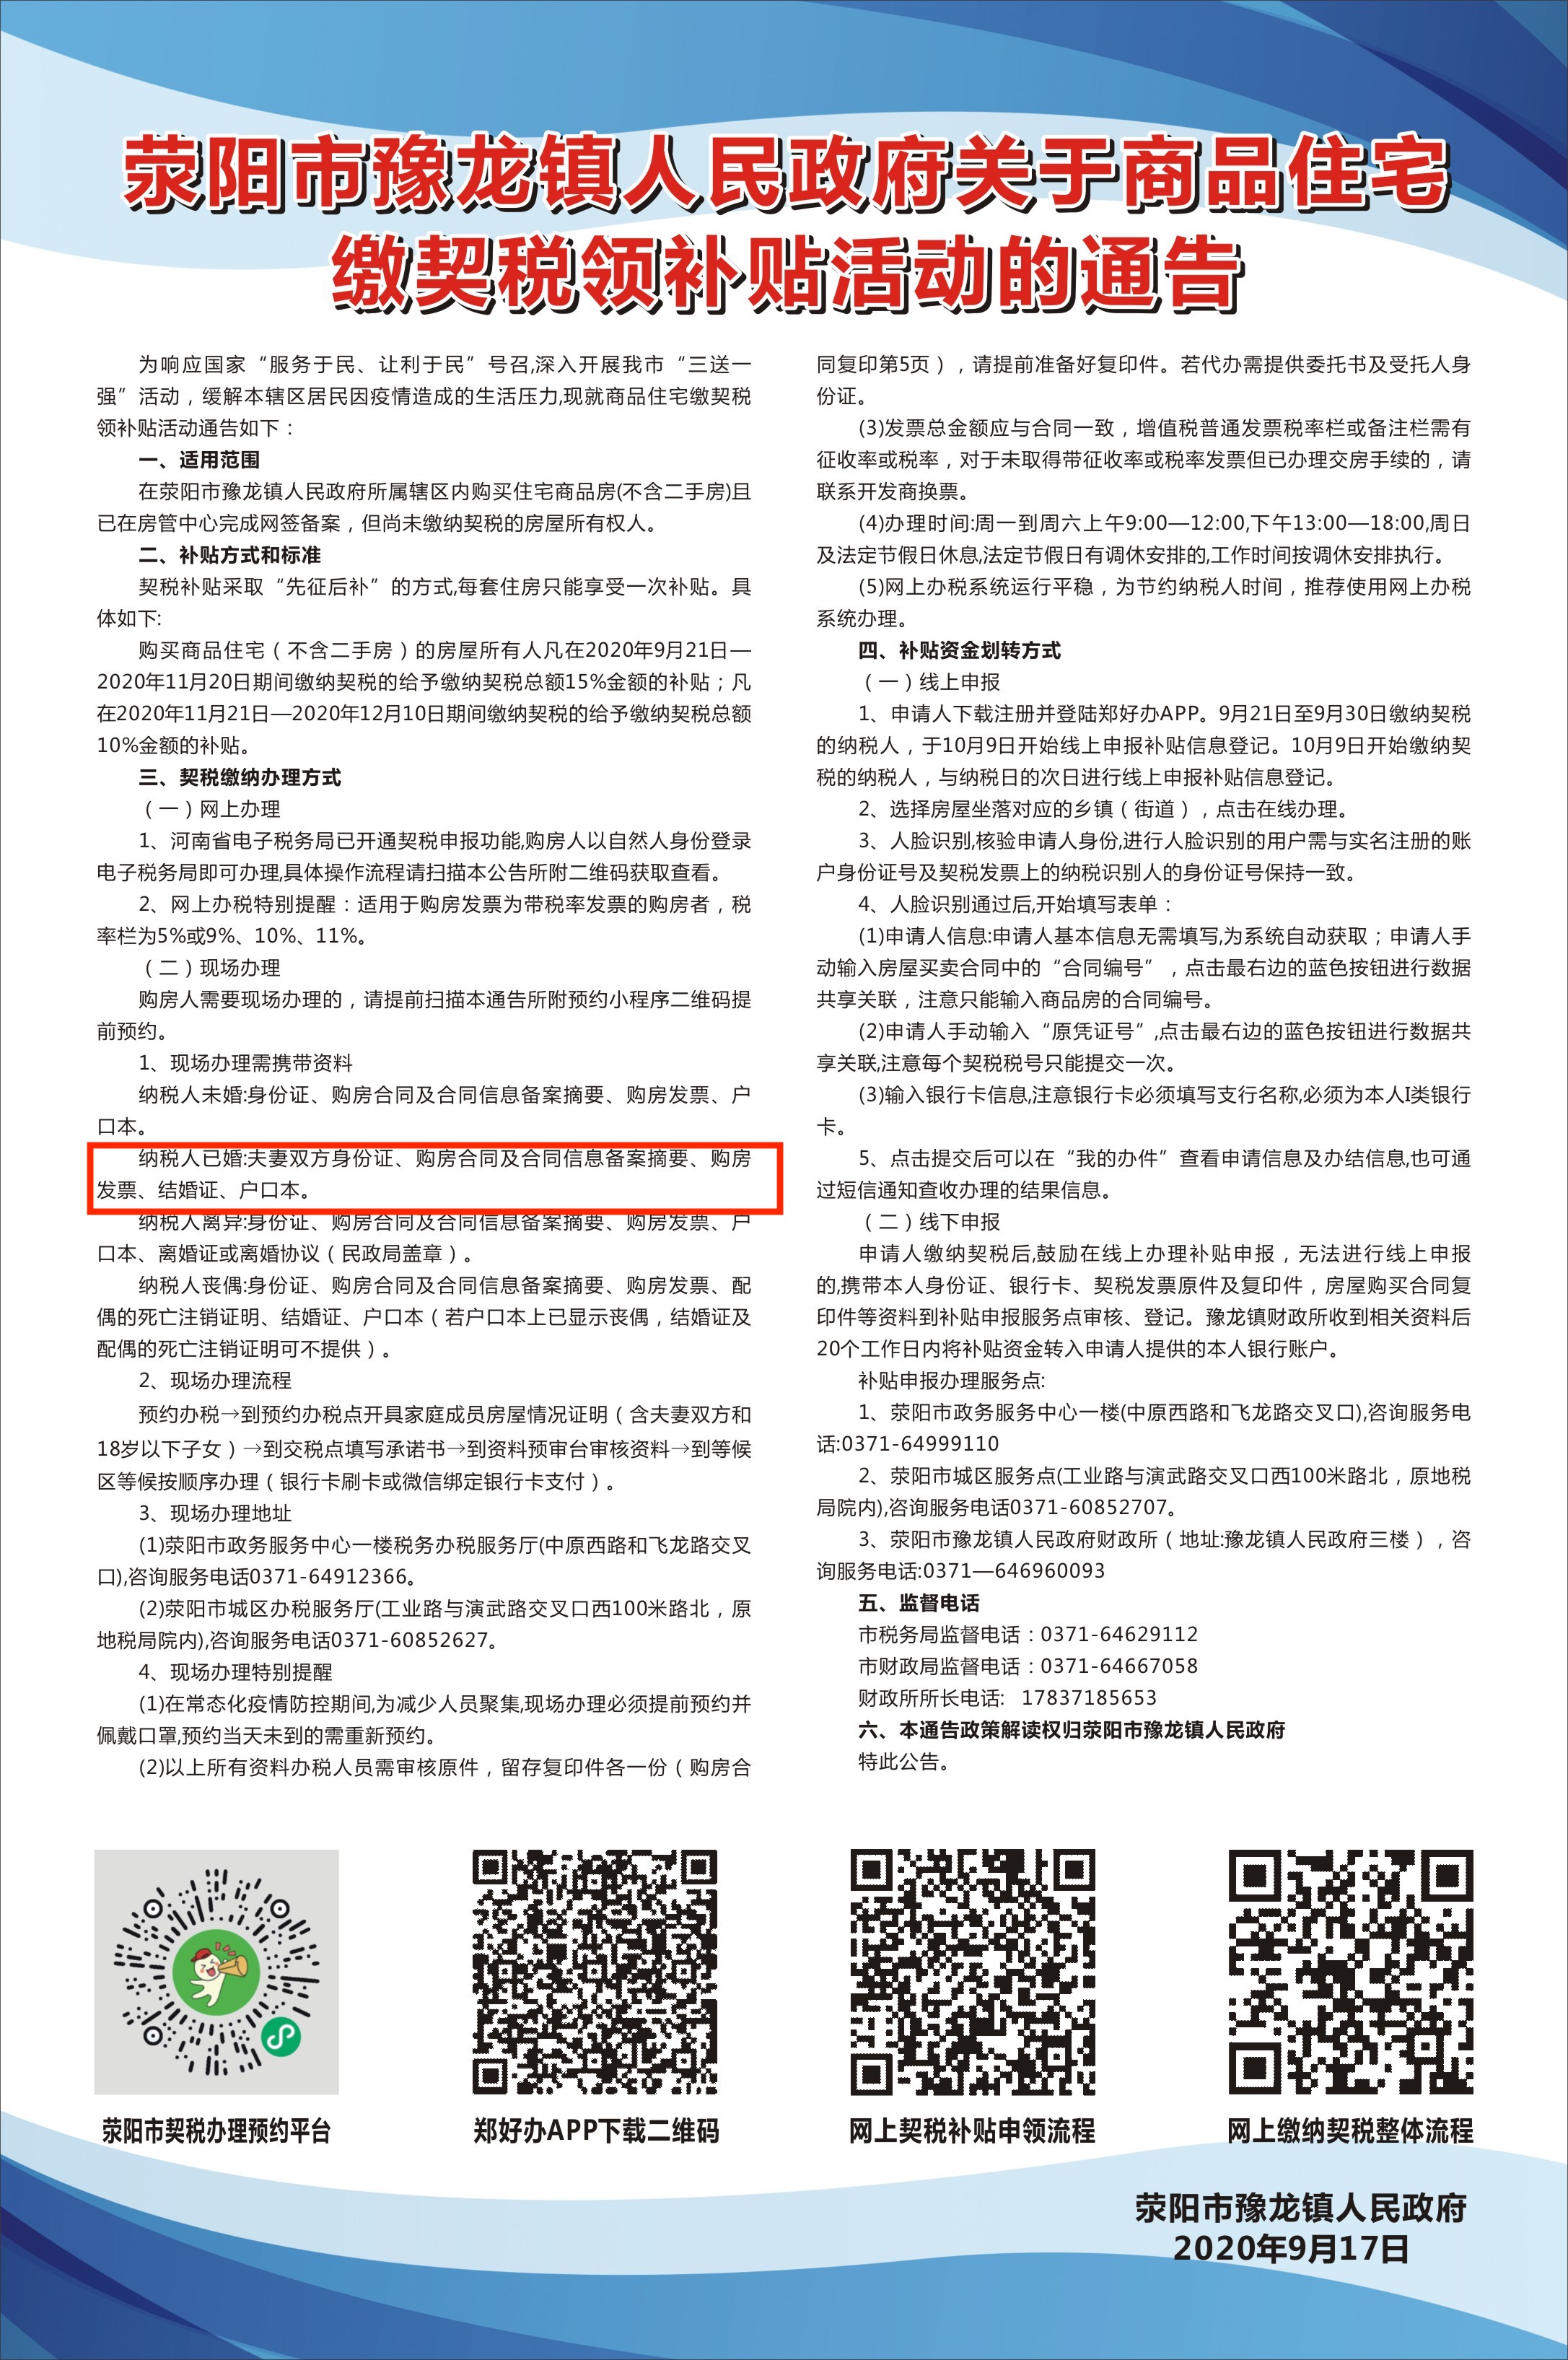 荥阳市豫龙镇人民政府关于商品住宅
缴契税领补贴活动的通告
为响应国家“服务于民、让利于民”号召,深入开展我市“三送一
强”活动，缓解本辖区居民因疫情造成的生活压力,现就商品住宅缴契税
领补贴活动通告如下：
一、适用范围
在荥阳市豫龙镇人民政府所属辖区内购买住宅商品房(不含二手房)且
已在房管中心完成网签备案，但尚未缴纳契税的房屋所有权人。
二、补贴方式和标准
契税补贴采取“先征后补”的方式,每套住房只能享受一次补贴。具
体如下:
购买商品住宅（不含二手房）的房屋所有人凡在2020年9月21日—
2020年11月20日期间缴纳契税的给予缴纳契税总额15%金额的补贴；凡
在2020年11月21日—2020年12月10日期间缴纳契税的给予缴纳契税总额
10%金额的补贴。
三、契税缴纳办理方式
（一）网上办理
1、河南省电子税务局已开通契税申报功能,购房人以自然人身份登录
电子税务局即可办理,具体操作流程请扫描本公告所附二维码获取查看。
2、网上办税特别提醒：适用于购房发票为带税率发票的购房者，税
率栏为5%或9%、10%、11%。
（二）现场办理
购房人需要现场办理的，请提前扫描本通告所附预约小程序二维码提
前预约。
1、现场办理需携带资料
纳税人未婚:身份证、购房合同及合同信息备案摘要、购房发票、户
口本。
纳税人已婚:夫妻双方身份证、购房合同及合同信息备案摘要、购房
发票、结婚证、户口本。
纳税人离异:身份证、购房合同及合同信息备案摘要、购房发票、户
口本、离婚证或离婚协议（民政局盖章）。
纳税人丧偶:身份证、购房合同及合同信息备案摘要、购房发票、配
偶的死亡注销证明、结婚证、户口本（若户口本上已显示丧偶，结婚证及
配偶的死亡注销证明可不提供）。
2、现场办理流程
预约办税→到预约办税点开具家庭成员房屋情况证明（含夫妻双方和
18岁以下子女）→到交税点填写承诺书→到资料预审台审核资料→到等候
区等候按顺序办理（银行卡刷卡或微信绑定银行卡支付）。
3、现场办理地址
(1)荥阳市政务服务中心一楼税务办税服务厅(中原西路和飞龙路交叉
口),咨询服务电话0371-64912366。
(2)荥阳市城区办税服务厅(工业路与演武路交叉口西100米路北，原
地税局院内),咨询服务电话0371-60852627。
4、现场办理特别提醒
(1)在常态化疫情防控期间,为减少人员聚集,现场办理必须提前预约并
佩戴口罩,预约当天未到的需重新预约。
(2)以上所有资料办税人员需审核原件，留存复印件各一份（购房合
同复印第5页），请提前准备好复印件。若代办需提供委托书及受托人身
份证。
(3)发票总金额应与合同一致，增值税普通发票税率栏或备注栏需有
征收率或税率，对于未取得带征收率或税率发票但已办理交房手续的，请
联系开发商换票。
(4)办理时间:周一到周六上午9:00—12:00,下午13:00—18:00,周日
及法定节假日休息,法定节假日有调休安排的,工作时间按调休安排执行。
(5)网上办税系统运行平稳，为节约纳税人时间，推荐使用网上办税
系统办理。
四、补贴资金划转方式
（一）线上申报
1、申请人下载注册并登陆郑好办APP。9月21日至9月30日缴纳契税
的纳税人，于10月9日开始线上申报补贴信息登记。10月9日开始缴纳契
税的纳税人，与纳税日的次日进行线上申报补贴信息登记。
2、选择房屋坐落对应的乡镇（街道），点击在线办理。
3、人脸识别,核验申请人身份,进行人脸识别的用户需与实名注册的账
户身份证号及契税发票上的纳税识别人的身份证号保持一致。
4、人脸识别通过后,开始填写表单：
(1)申请人信息:申请人基本信息无需填写,为系统自动获取；申请人手
动输入房屋买卖合同中的“合同编号”，点击最右边的蓝色按钮进行数据
共享关联，注意只能输入商品房的合同编号。
(2)申请人手动输入“原凭证号”,点击最右边的蓝色按钮进行数据共
享关联,注意每个契税税号只能提交一次。
(3)输入银行卡信息,注意银行卡必须填写支行名称,必须为本人I类银行
卡。
5、点击提交后可以在“我的办件”查看申请信息及办结信息,也可通
过短信通知查收办理的结果信息。
（二）线下申报
申请人缴纳契税后,鼓励在线上办理补贴申报，无法进行线上申报
的,携带本人身份证、银行卡、契税发票原件及复印件，房屋购买合同复
印件等资料到补贴申报服务点审核、登记。豫龙镇财政所收到相关资料后
20个工作日内将补贴资金转入申请人提供的本人银行账户。
补贴申报办理服务点:
1、荥阳市政务服务中心一楼(中原西路和飞龙路交叉口),咨询服务电
话:0371-64999110
2、荥阳市城区服务点(工业路与演武路交叉口西100米路北，原地税
局院内),咨询服务电话0371-60852707。
3、荥阳市豫龙镇人民政府财政所（地址:豫龙镇人民政府三楼），咨
询服务电话:0371—646960093
五、监督电话
市税务局监督电话：0371-64629112
市财政局监督电话：0371-64667058
财政所所长电话: 17837185653
六、本通告政策解读权归荥阳市豫龙镇人民政府
特此公告。
荥阳市契税办理预约平台
郑好办APP下载二维码
网上契税补贴申领流程
网上缴纳契税整体流程
荥阳市豫龙镇人民政府
2020年9月17日